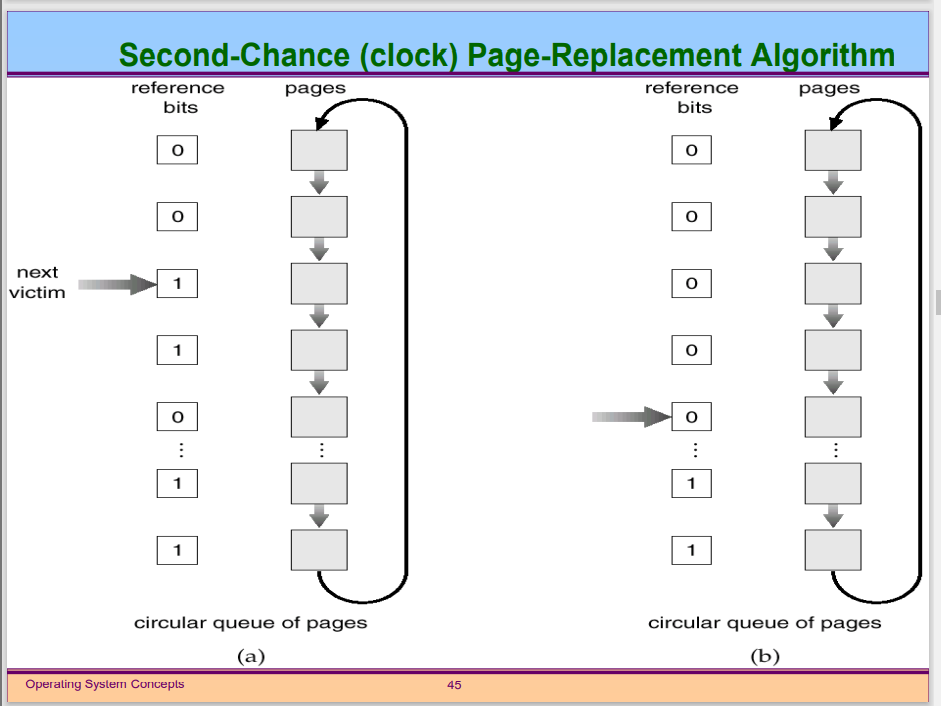 Second-Chance (clock) Page-Replacement Algorithm
reference
bits
pages
0
0
next
victim
1
1
0
1
1
circular queue of pages
(a)
reference
bits
pages
0
0
0
0
0
1
1
circular queue of pages
(b)
Operating System Concepts
45